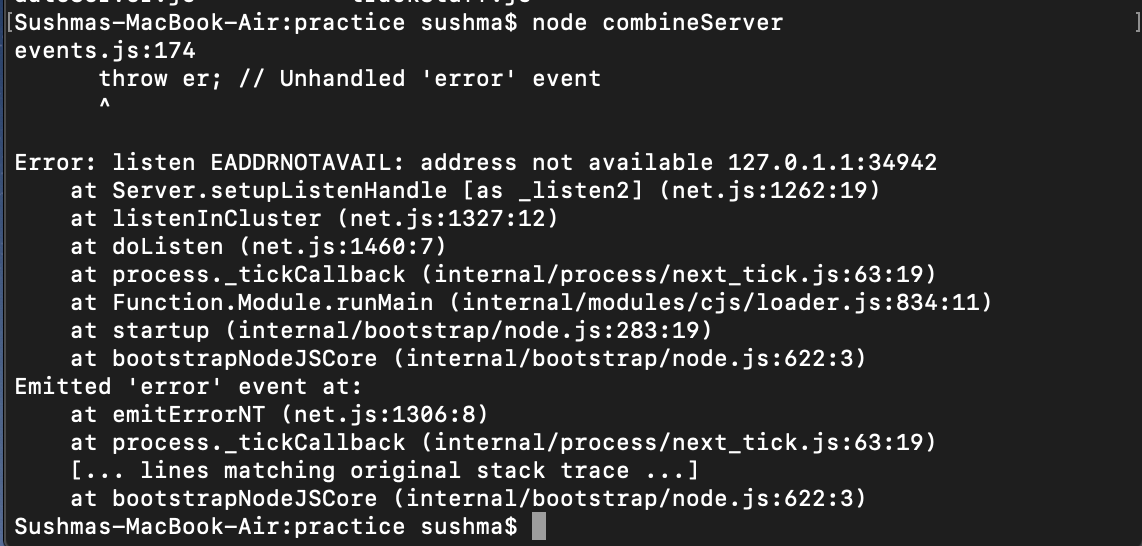 [Sushmas-MacBook-Air:practice sushma$ node combineServer ]
events.js:174
      throw er; // Unhandled 'error' event
      ^

Error: listen EADDRNOTAVAIL: address not available 127.0.1.1:34942
    at Server.setupListenHandle [as _listen2] (net.js:1262:19)
    at listenInCluster (net.js:1327:12)
    at doListen (net.js:1460:7)
    at process._tickCallback (internal/process/next_tick.js:63:19)
    at Function.Module.runMain (internal/modules/cjs/loader.js:834:11)
    at startup (internal/bootstrap/node.js:283:19)
    at bootstrapNodeJSCore (internal/bootstrap/node.js:622:3)
Emitted 'error' event at:
    at emitErrorNT (net.js:1306:8)
    at process._tickCallback (internal/process/next_tick.js:63:19)
    [... lines matching original stack trace ...]
    at bootstrapNodeJSCore (internal/bootstrap/node.js:622:3)
Sushmas-MacBook-Air:practice sushma$